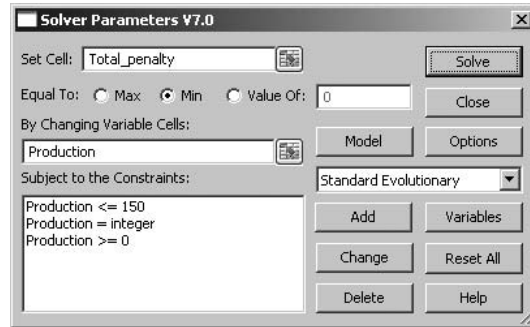 Solver Parameters V7.0
Set Cell: Total_penalty Solve
Equal To: Max Min Value Of: 0 Close
By Changing Variable Cells:
Production Model Options
Subject to the Constraints: Standard Evolutionary
Production <= 150 Add Variables
Production = integer
Production >= 0
Change Reset All
Delete Help